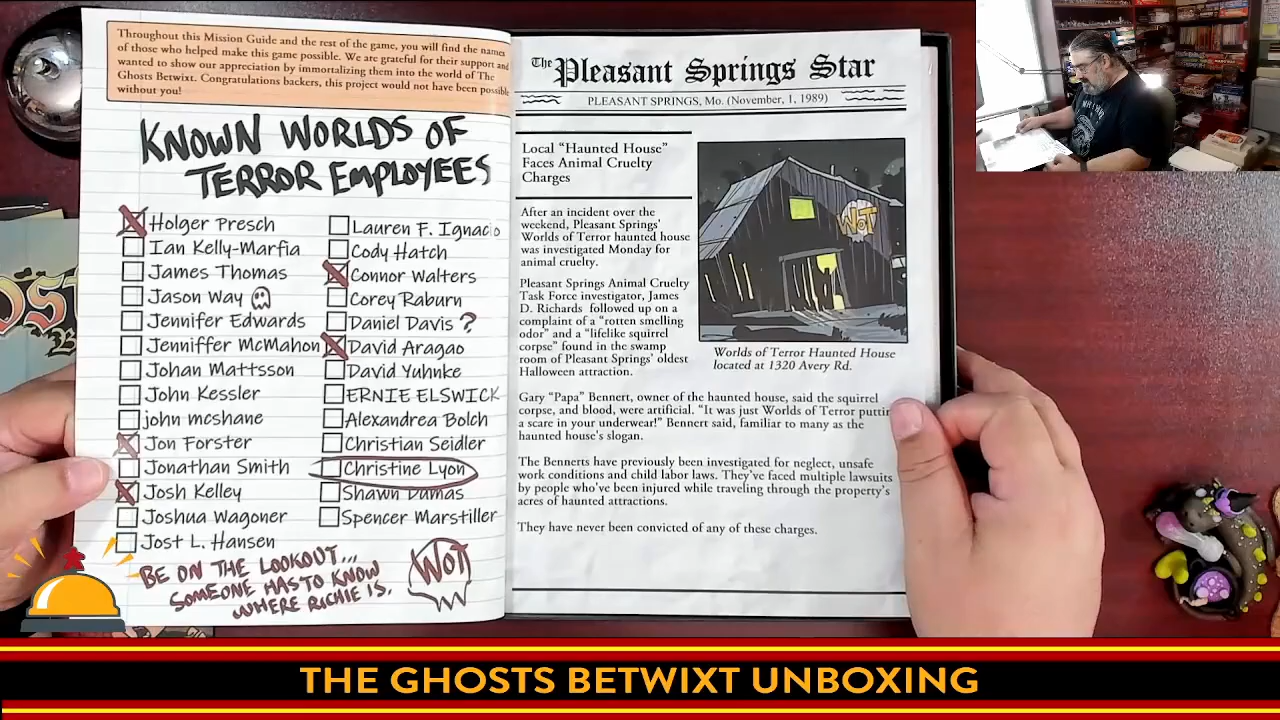 Throughout this Mission Guide and the rest of the game, you will find the names
of those who helped make this game possible. We are grateful for their support and
wanted to show our appreciation by immortalizing them into the world of The
Ghosts Betwixt. Congratulations backers, this project would not have been possible
without you!
KNOWN WORLDS OF
TERROR EMPLOYEES
Holger Presch
Ian Kelly-Marfia
James Thomas
Jason Way
Jennifer Edwards
Jenniffer McMahon
Johan Mattsson
John Kessler
john mcshane
Jon Forster
Jonathan Smith
Josh Kelley
Joshua Wagoner
Jost L. Hansen
Lauren F. Ignacio
Cody Hatch
Connor Walters
Corey Raburn
Daniel Davis ?
David Aragao
David Yuhnke
ERNIE ELSWICK
Alexandrea Bolch
Christian Seidler
Christine Lyon
Shawn Dumas
Spencer Marstiller
BE ON THE LOOKOUT...
SOMEONE HAS TO KNOW
WHERE RICHIE IS.
WOT
The Pleasant Springs Star
PLEASANT SPRINGS, Mo. (November, 1, 1989)
Local “Haunted House”
Faces Animal Cruelty
Charges
After an incident over the
weekend, Pleasant Springs’
Worlds of Terror haunted house
was investigated Monday for
animal cruelty.
Pleasant Springs Animal Cruelty
Task Force investigator, James
D. Richards followed up on a
complaint of a “rotten smelling
odor” and a “lifelike squirrel
corpse” found in the swamp
room of Pleasant Springs’ oldest
Halloween attraction.
WOT
Worlds of Terror Haunted House
located at 1320 Avery Rd.
Gary “Papa” Bennert, owner of the haunted house, said the squirrel
corpse, and blood, were artificial. “It was just Worlds of Terror puttin
a scare in your underwear!” Bennert said, familiar to many as the
haunted house’s slogan.
The Bennerts have previously been investigated for neglect, unsafe
work conditions and child labor laws. They’ve faced multiple lawsuits
by people who’ve been injured while traveling through the property’s
acres of haunted attractions.
They have never been convicted of any of these charges.
THE GHOSTS BETWIXT UNBOXING